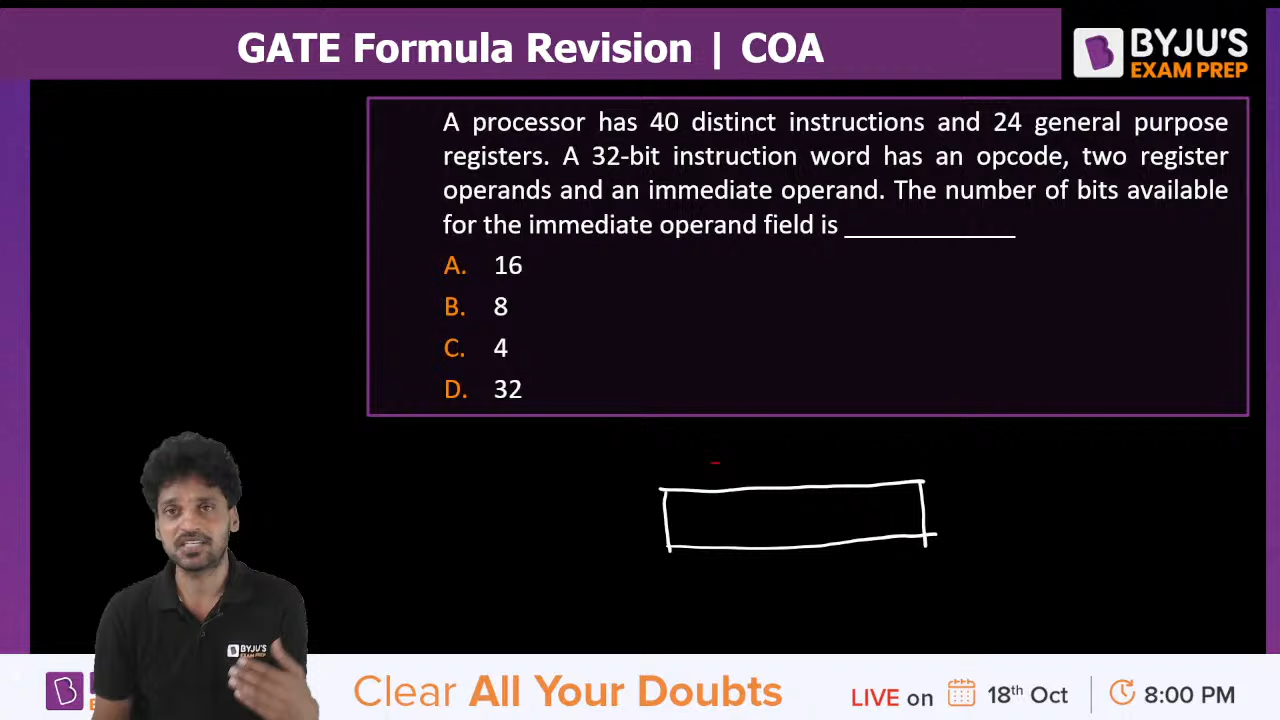 GATE Formula Revision | COA
BYJU'S
EXAM PREP
A processor has 40 distinct instructions and 24 general purpose
registers. A 32-bit instruction word has an opcode, two register
operands and an immediate operand. The number of bits available
for the immediate operand field is ____________
A. 16
B. 8
C. 4
D. 32
BYJU'S
EXAM PREP
Clear All Your Doubts
LIVE on
18th Oct
8:00 PM